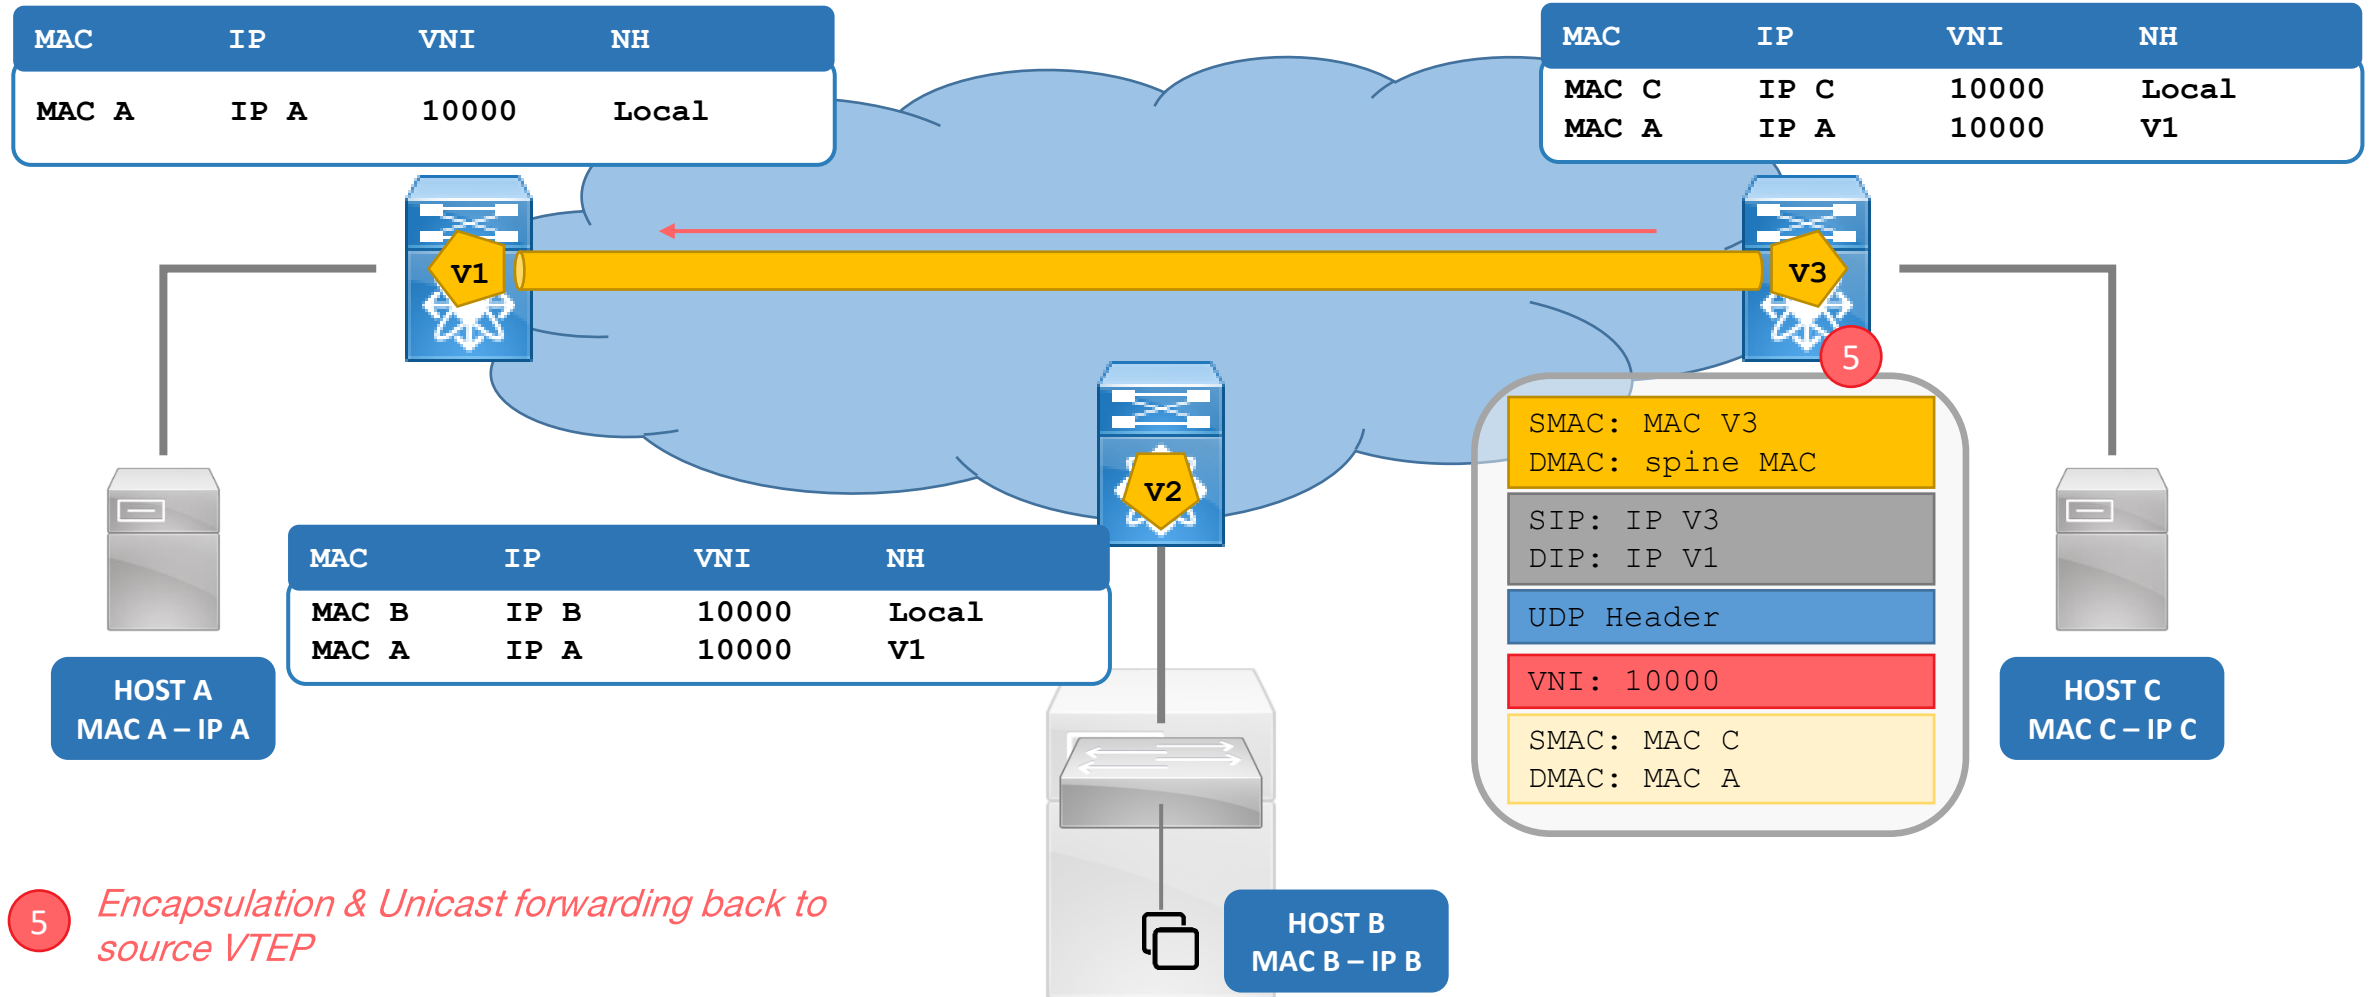 MAC IP VNI NH
MAC A IP A 10000 Local
MAC IP VNI NH
MAC C IP C 10000 Local
MAC A IP A 10000 V1
V1
V3
5
V2
SMAC: MAC V3
DMAC: spine MAC
SIP: IP V3
DIP: IP V1
UDP Header
VNI: 10000
SMAC: MAC C
DMAC: MAC A
MAC IP VNI NH
MAC B IP B 10000 Local
MAC A IP A 10000 V1
HOST A
MAC A – IP A
HOST C
MAC C – IP C
5
Encapsulation & Unicast forwarding back to
source VTEP
HOST B
MAC B – IP B